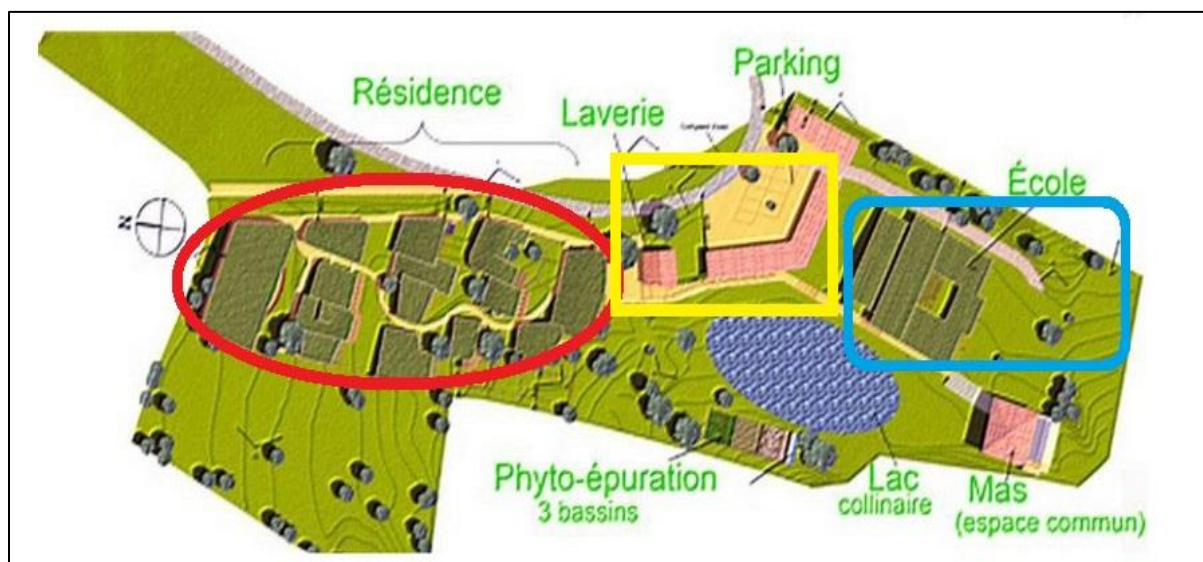 Parking
Résidence
Laverie
École
N
Phyto-épuration
3 bassins
Lac
collinaire
Mas
(espace commun)